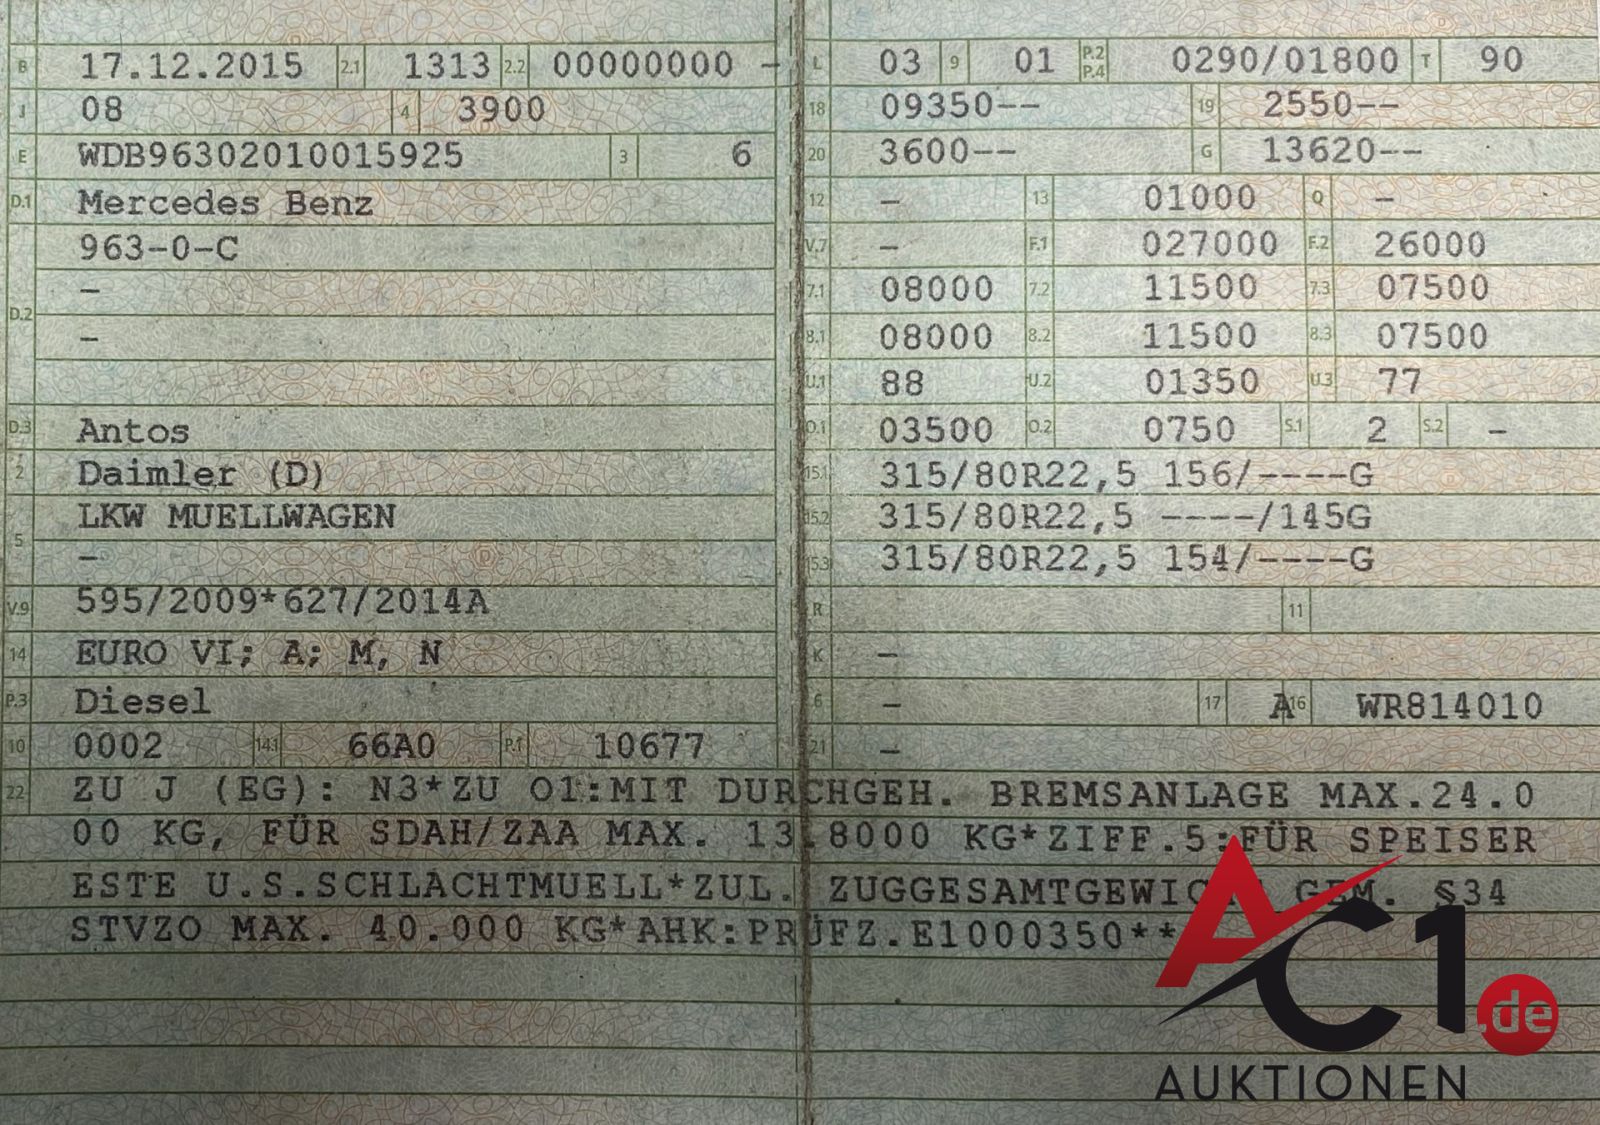 B 17.12.2015 2.1 1313 2.2 00000000 -
J 08 4 3900
E WDB96302010015925 3 6
D.1 Mercedes Benz
963-0-C
D.2 -
-
D.3 Antos
2 Daimler (D)
LKW MUELLWAGEN
5 -
V.9 595/2009*627/2014A
14 EURO VI; A; M, N
P.3 Diesel
10 0002 14.1 66A0 P.1 10677
L 03 9 01 P.2 P.4 0290/01800 T 90
18 09350-- 19 2550--
20 3600-- G 13620--
12 - 13 01000 Q -
V.7 - F.1 027000 F.2 26000
7.1 08000 7.2 11500 7.3 07500
8.1 08000 8.2 11500 8.3 07500
U.1 88 U.2 01350 U.3 77
O.1 03500 O.2 0750 S.1 2 S.2 -
15.1 315/80R22,5 156/----G
15.2 315/80R22,5 ----/145G
15.3 315/80R22,5 154/----G
R 11
K -
6 - 17 A 16 WR814010
21 -
22 ZU J (EG): N3*ZU O1:MIT DURCHGEH. BREMSANLAGE MAX.24.0
00 KG, FÜR SDAH/ZAA MAX. 13.8000 KG*ZIFF.5:FÜR SPEISER
ESTE U.S.SCHLACHTMUELL*ZUL. ZUGGESAMTGEWICHT GEM. §34
STVZO MAX. 40.000 KG*AHK:PRÜFZ.E1000350**
AC1.de
AUKTIONEN